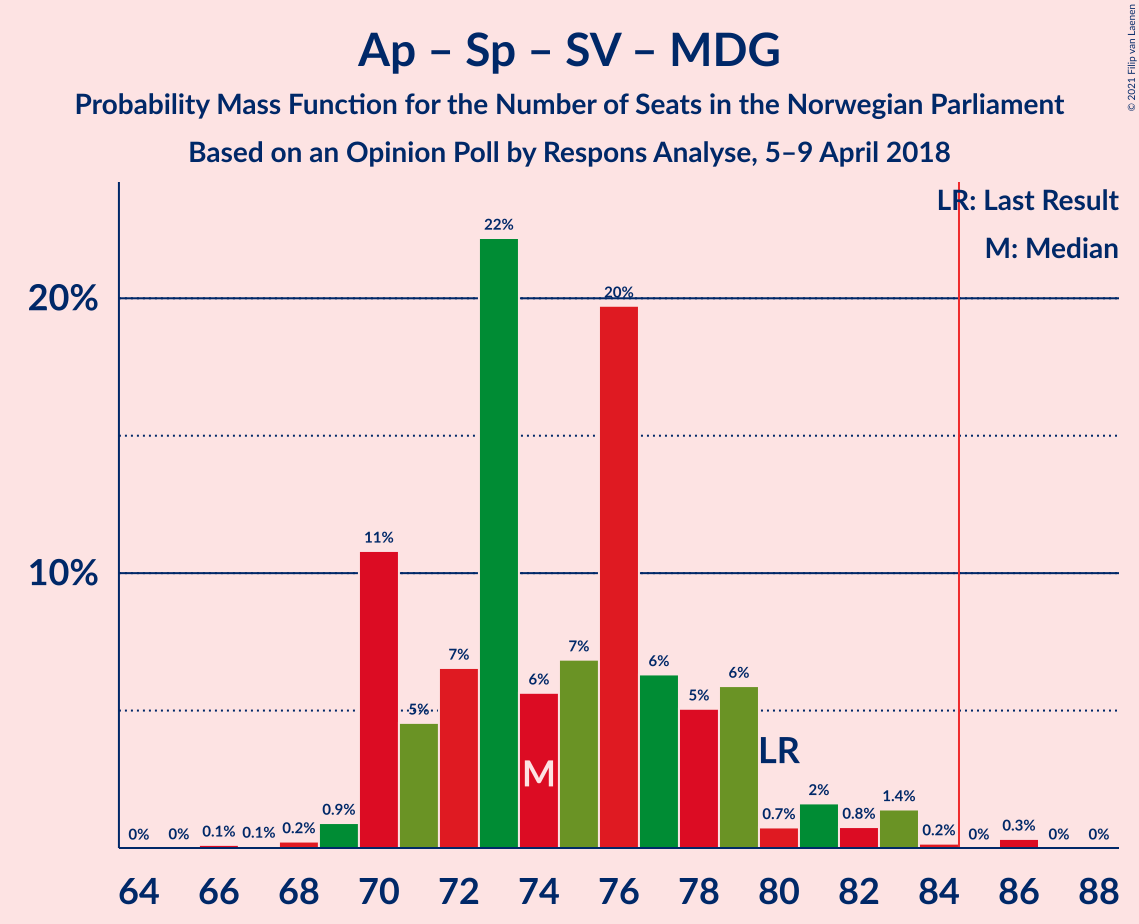 Ap – Sp – SV – MDG
Probability Mass Function for the Number of Seats in the Norwegian Parliament
Based on an Opinion Poll by Respons Analyse, 5–9 April 2018
© 2021 Filip van Laenen
LR: Last Result
M: Median
20%
10%
0% 0% 0.1% 0.1% 0.2% 0.9% 11% 5% 7% 22% 6% 7% 20% 6% 5% 6% 0.7% 2% 0.8% 1.4% 0.2% 0% 0.3% 0% 0%
M
LR
64 66 68 70 72 74 76 78 80 82 84 86 88